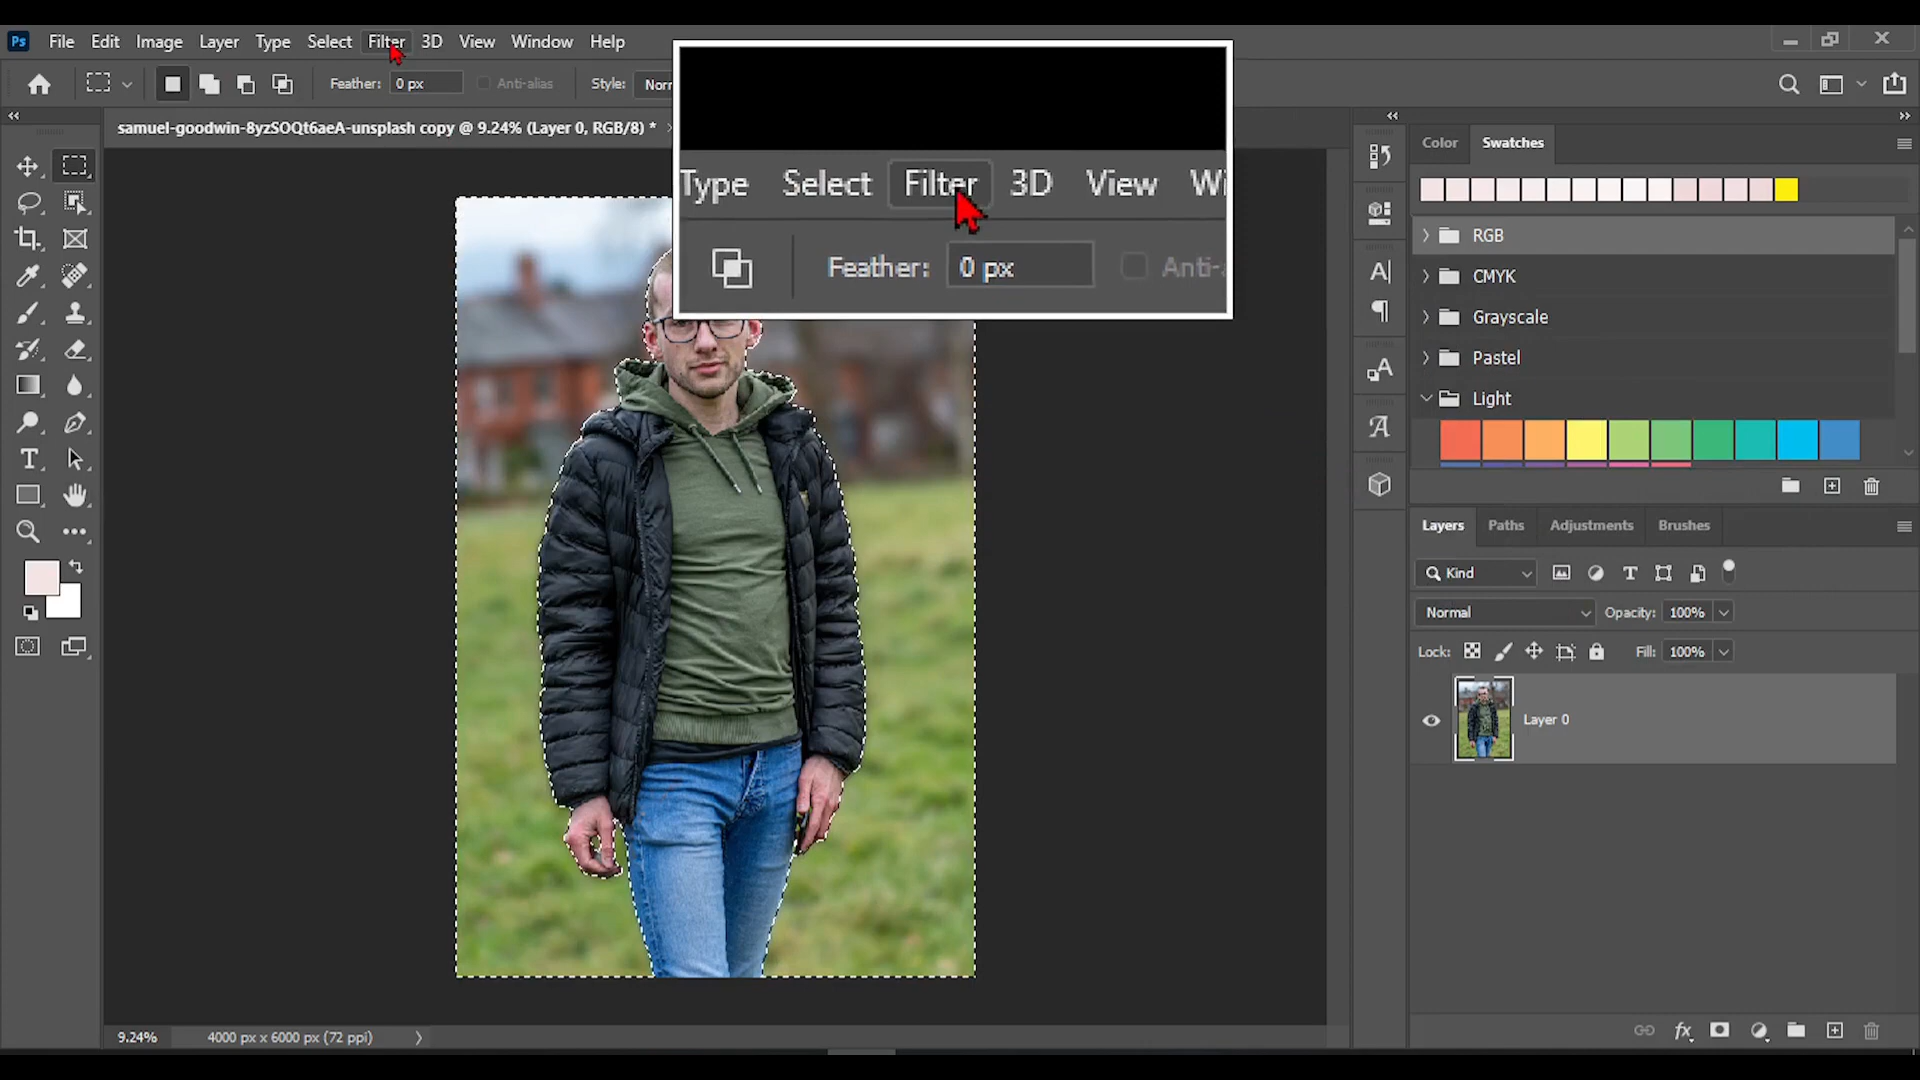 Ps File Edit Image Layer Type Select Filter 3D View Window Help
Feather: 0 px Anti-alias Style: Nor
samuel-goodwin-8yzSOQt6aeA-unsplash copy @ 9.24% (Layer 0, RGB/8) *
Type Select Filter 3D View Wi
Feather: 0 px Anti-
Color Swatches
RGB
CMYK
Grayscale
Pastel
Light
Layers Paths Adjustments Brushes
Kind
Normal Opacity: 100%
Lock: Fill: 100%
Layer 0
9.24% 4000 px x 6000 px (72 ppi)